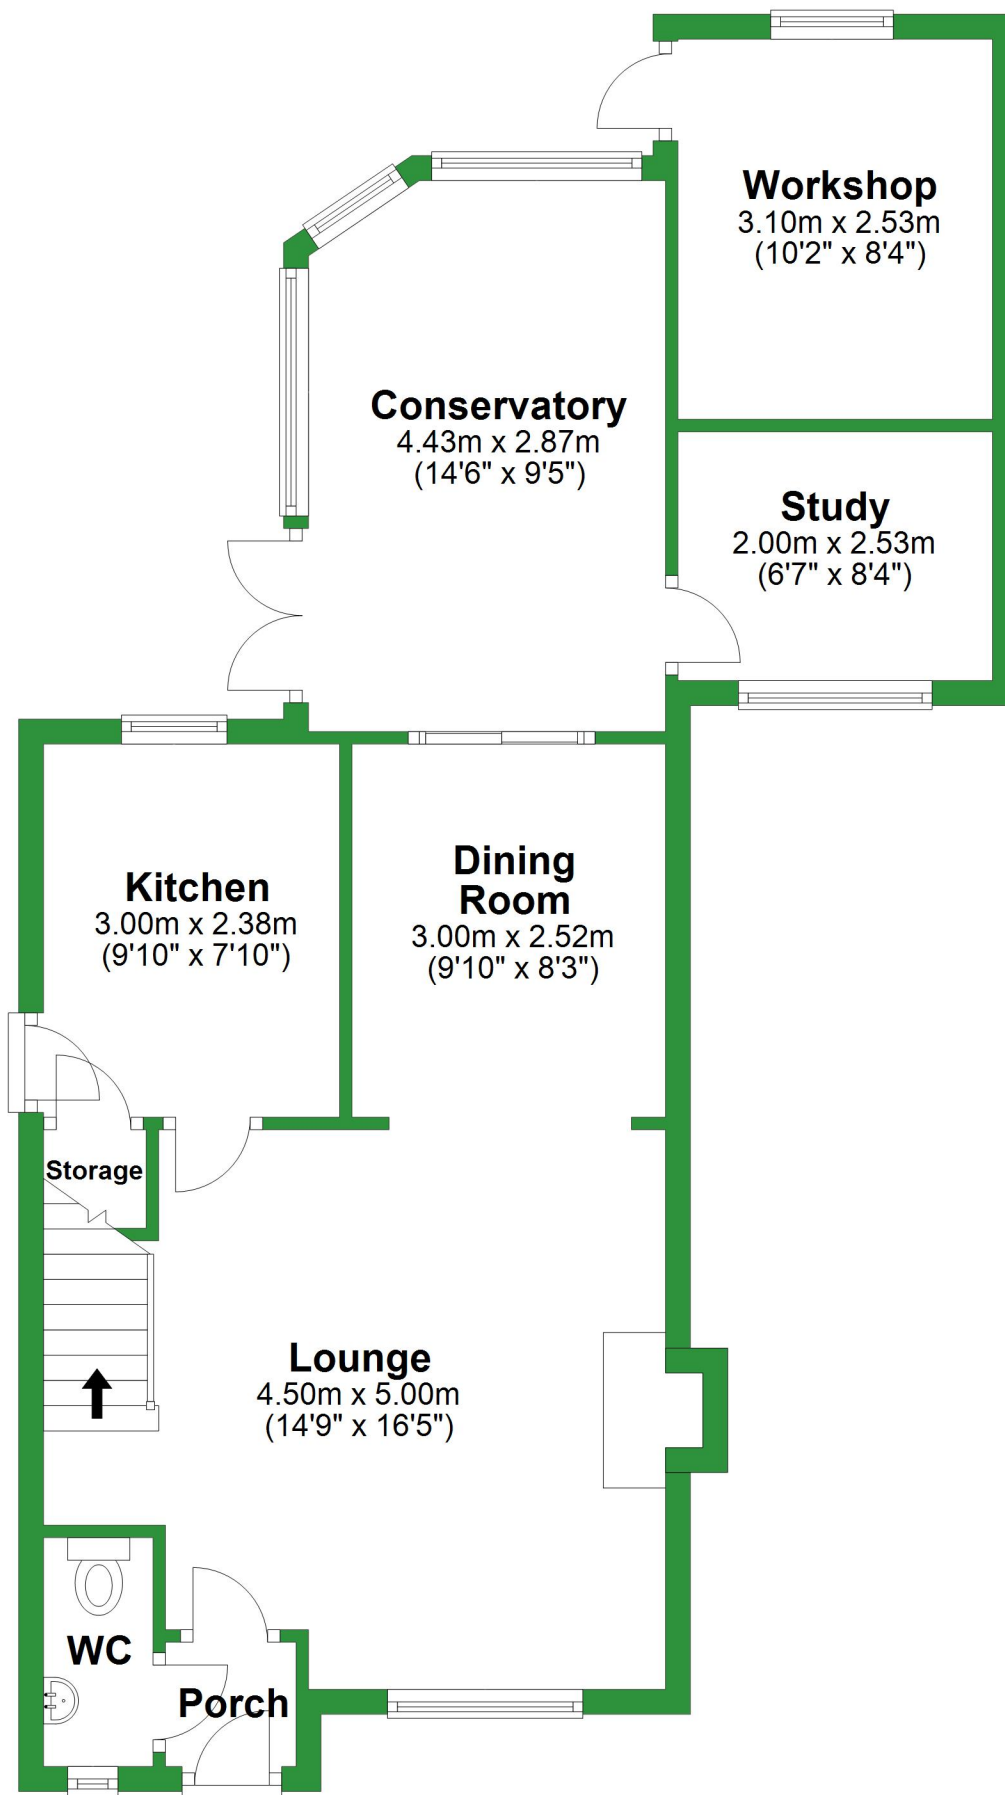 Workshop
3.10m x 2.53m
(10'2" x 8'4")
Conservatory
4.43m x 2.87m
(14'6" x 9'5")
Study
2.00m x 2.53m
(6'7" x 8'4")
Kitchen
3.00m x 2.38m
(9'10" x 7'10")
Dining
Room
3.00m x 2.52m
(9'10" x 8'3")
Storage
Lounge
4.50m x 5.00m
(14'9" x 16'5")
WC
Porch